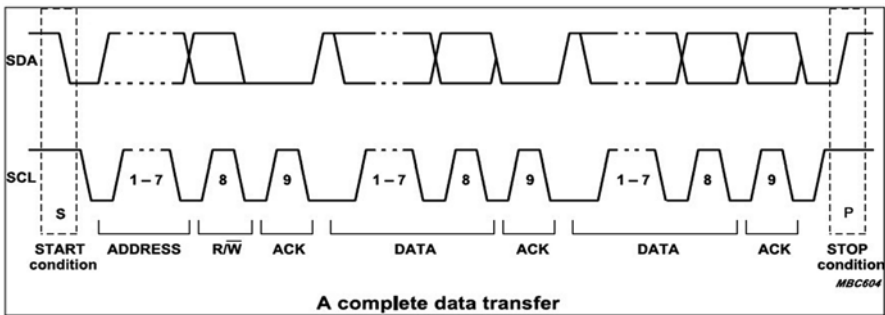 SDA
SCL
1 – 7 8 9 1 – 7 8 9 1 – 7 8 9
S P
START condition ADDRESS R/W̅ ACK DATA ACK DATA ACK STOP condition
MBC604
A complete data transfer